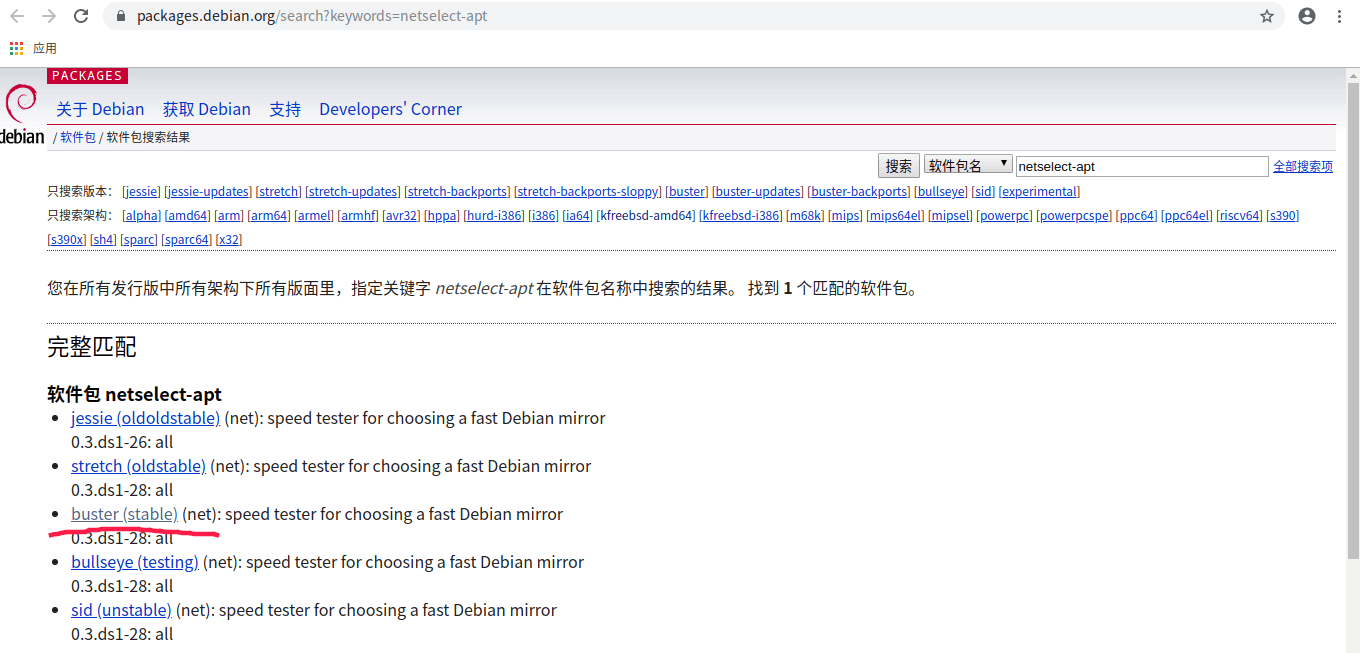 packages.debian.org/search?keywords=netselect-apt
应用
PACKAGES
关于 Debian 获取 Debian 支持 Developers' Corner
debian
/ 软件包 / 软件包搜索结果
搜索 软件包名 netselect-apt 全部搜索项
只搜索版本： [jessie] [jessie-updates] [stretch] [stretch-updates] [stretch-backports] [stretch-backports-sloppy] [buster] [buster-updates] [buster-backports] [bullseye] [sid] [experimental]
只搜索架构： [alpha] [amd64] [arm] [arm64] [armel] [armhf] [avr32] [hppa] [hurd-i386] [i386] [ia64] [kfreebsd-amd64] [kfreebsd-i386] [m68k] [mips] [mips64el] [mipsel] [powerpc] [powerpcspe] [ppc64] [ppc64el] [riscv64] [s390]
[s390x] [sh4] [sparc] [sparc64] [x32]
您在所有发行版中所有架构下所有版面里，指定关键字 netselect-apt 在软件包名称中搜索的结果。 找到 1 个匹配的软件包。
完整匹配
软件包 netselect-apt
jessie (oldoldstable) (net): speed tester for choosing a fast Debian mirror
0.3.ds1-26: all
stretch (oldstable) (net): speed tester for choosing a fast Debian mirror
0.3.ds1-28: all
buster (stable) (net): speed tester for choosing a fast Debian mirror
0.3.ds1-28: all
bullseye (testing) (net): speed tester for choosing a fast Debian mirror
0.3.ds1-28: all
sid (unstable) (net): speed tester for choosing a fast Debian mirror
0.3.ds1-28: all